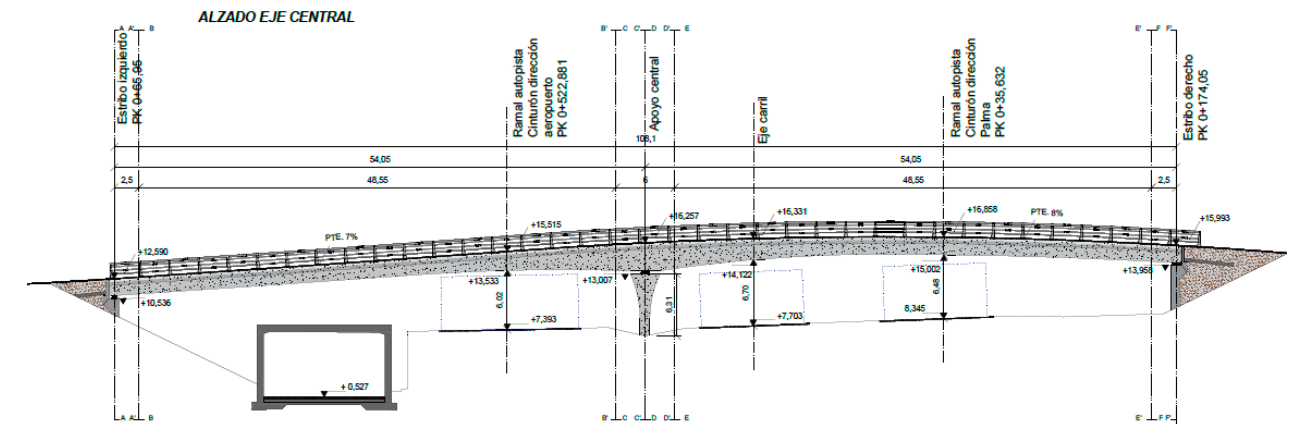 ALZADO EJE CENTRAL
A A' B
B' C C' D D' E
E' F F'
Estribo izquierdo
PK 0+65,95
Ramal autopista
Cinturón dirección
aeropuerto
PK 0+522,881
Apoyo central
Eje carril
Ramal autopista
Cinturón dirección
Palma
PK 0+35,632
Estribo derecho
PK 0+174,05
108,1
54,05
54,05
2,5
48,55
6
48,55
2,5
+12,590
PTE. 7%
+15,515
+16,257
+16,331
+16,858
PTE. 8%
+15,993
+10,536
+13,533
+13,007
+14,122
+15,002
+13,958
6,02
6,31
6,70
6,48
+7,393
+7,703
8,345
+ 0,527
A A' B
B' C C' D D' E
E' F F'